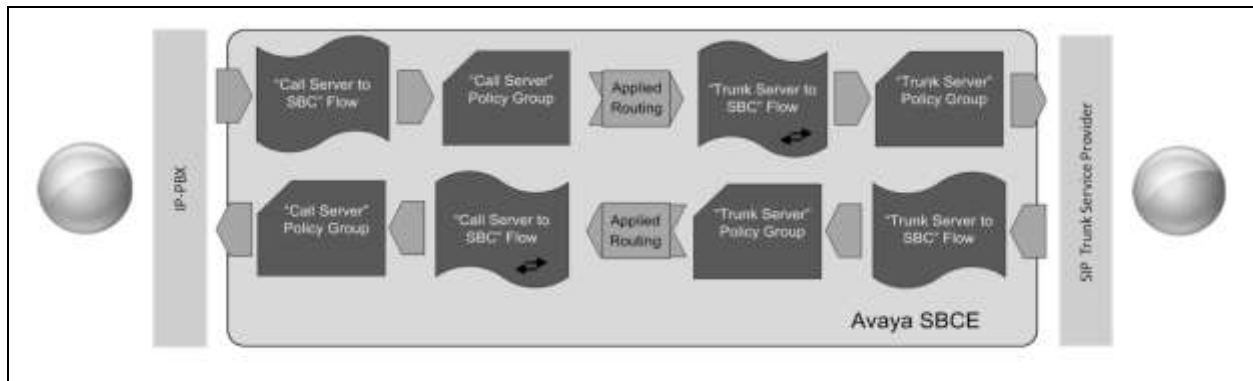 IP-PBX
"Call Server to
SBC" Flow
"Call Server"
Policy Group
Applied
Routing
"Trunk Server to
SBC" Flow
"Trunk Server"
Policy Group
"Call Server"
Policy Group
"Call Server to
SBC" Flow
Applied
Routing
"Trunk Server"
Policy Group
"Trunk Server to
SBC" Flow
SIP Trunk Service Provider
Avaya SBCE